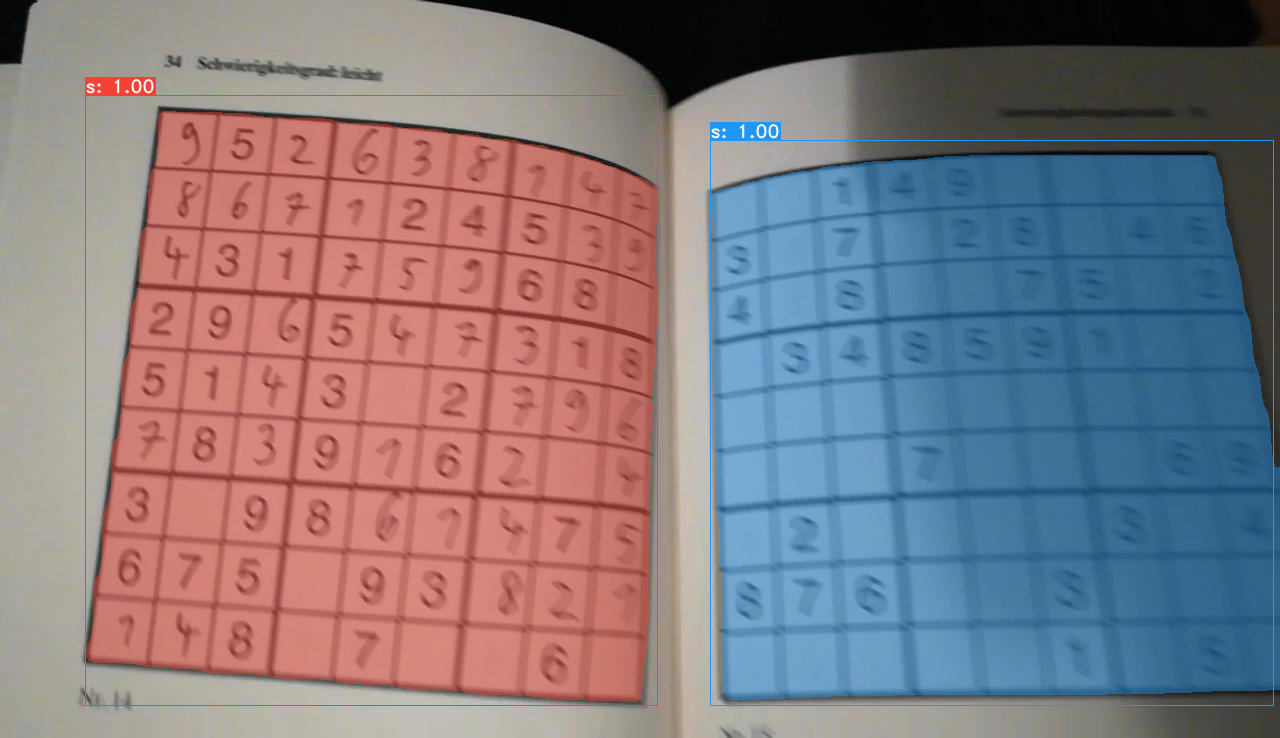 34 Schwierigkeitsgrad: leicht
s: 1.00
9 5 2 6 3 8 1 4 7
8 6 7 1 2 4 5 3 9
4 3 1 7 5 9 6 8
2 9 6 5 4 7 3 1 8
5 1 4 3 2 7 9 6
7 8 3 9 1 6 2 4
3 9 8 6 1 4 7 5
6 7 5 9 3 8 2 1
1 4 8 7 6
Nr. 14
s: 1.00
1 4 9
3 7 2 8 4 6
4 8 7 5 2
3 4 8 5 9 1
7 6 9
2 3
8 7 6 3
1 5